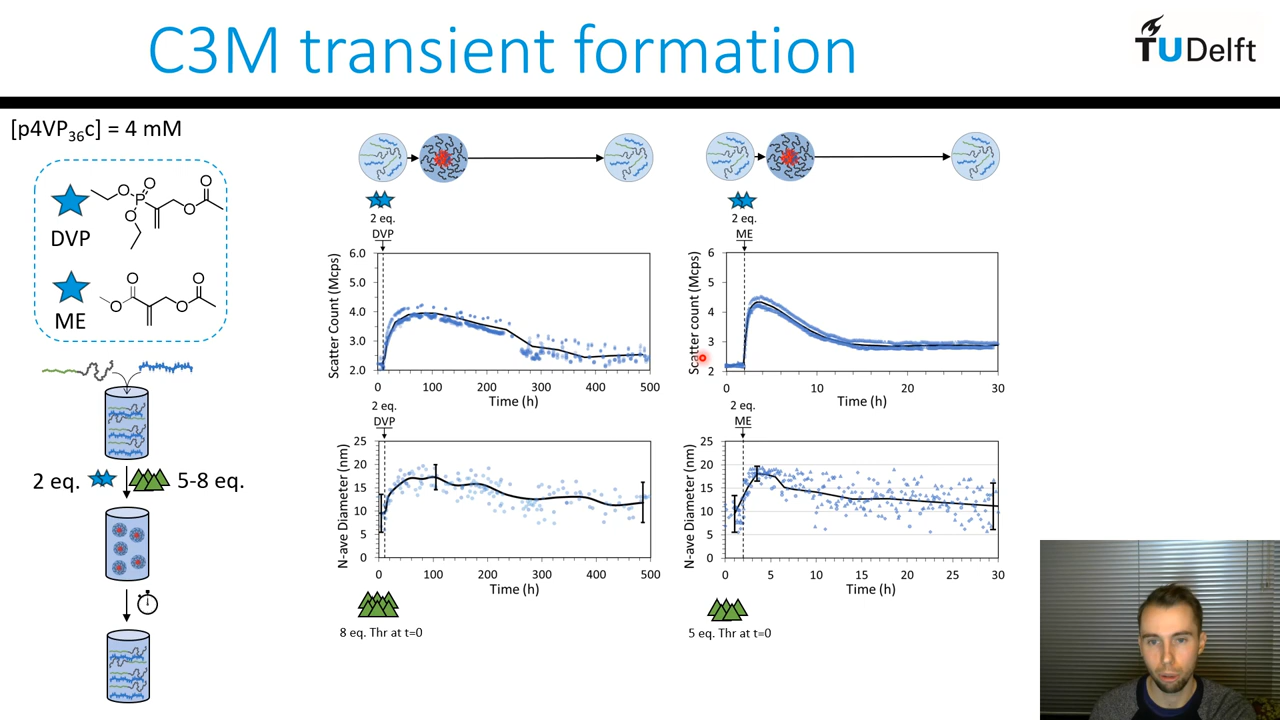 C3M transient formation
TUDelft
[p4VP36c] = 4 mM
DVP
O
P
O
O
O
O
ME
O
O
O
O
2 eq.
5-8 eq.
2 eq.
DVP
Scatter Count (Mcps)
6.0
5.0
4.0
3.0
2.0
0 100 200 300 400 500
Time (h)
2 eq.
ME
Scatter count (Mcps)
6
5
4
3
2
0 10 20 30
Time (h)
2 eq.
DVP
N-ave Diameter (nm)
25
20
15
10
5
0
0 100 200 300 400 500
Time (h)
8 eq. Thr at t=0
2 eq.
ME
N-ave Diameter (nm)
25
20
15
10
5
0
0 5 10 15 20 25 30
Time (h)
5 eq. Thr at t=0